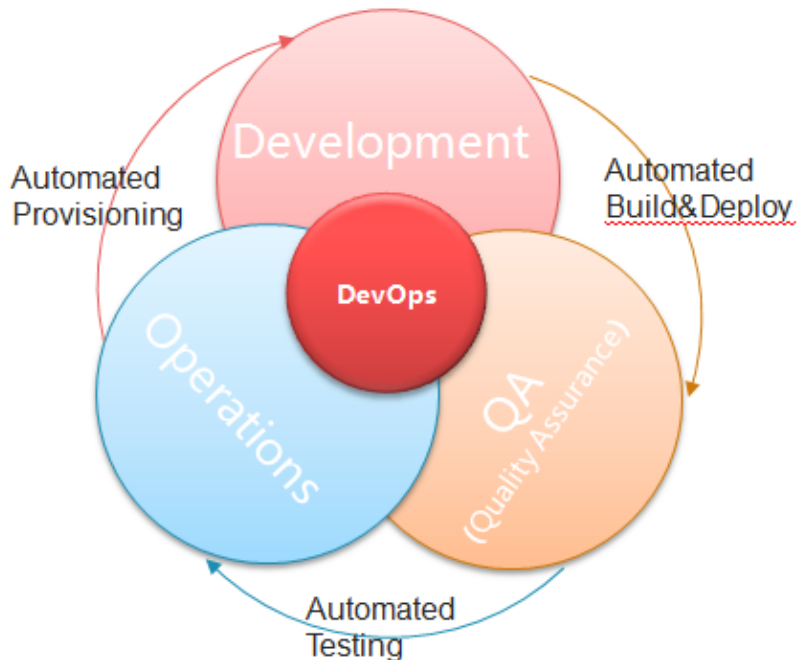 Development
Automated
Provisioning
Automated
Build&Deploy
DevOps
Operations
QA
(Quality Assurance)
Automated
Testing